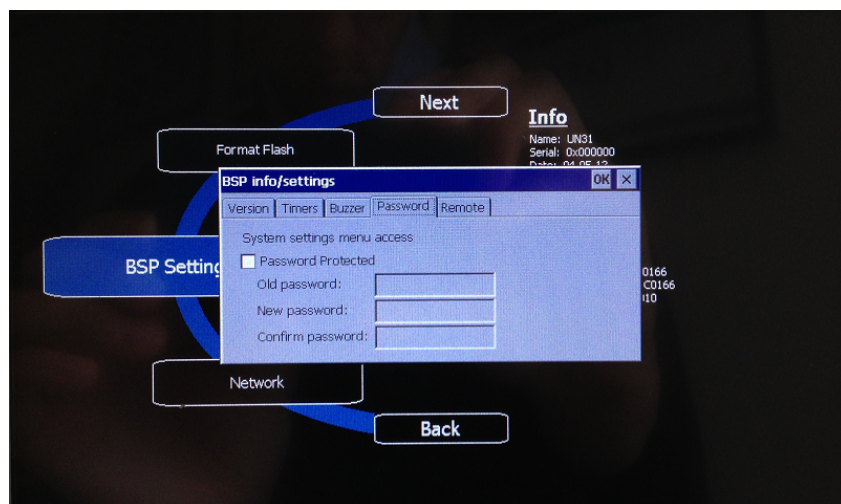 Next
Info
Name: UN31
Serial: 0x000000
Format Flash
BSP info/settings OK
Version Timers Buzzer Password Remote
System settings menu access
Password Protected
Old password:
New password:
Confirm password:
BSP Setting
0166
C0166
Network
Back